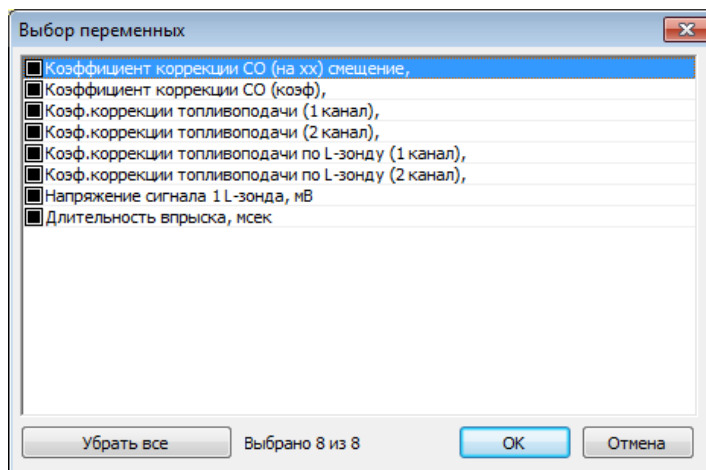 Выбор переменных
Коэффициент коррекции СО (на хх) смещение,
Коэффициент коррекции СО (коэф),
Коэф.коррекции топливоподачи (1 канал),
Коэф.коррекции топливоподачи (2 канал),
Коэф.коррекции топливоподачи по L-зонду (1 канал),
Коэф.коррекции топливоподачи по L-зонду (2 канал),
Напряжение сигнала 1 L-зонда, мВ
Длительность впрыска, мсек
Убрать все Выбрано 8 из 8 OK Отмена